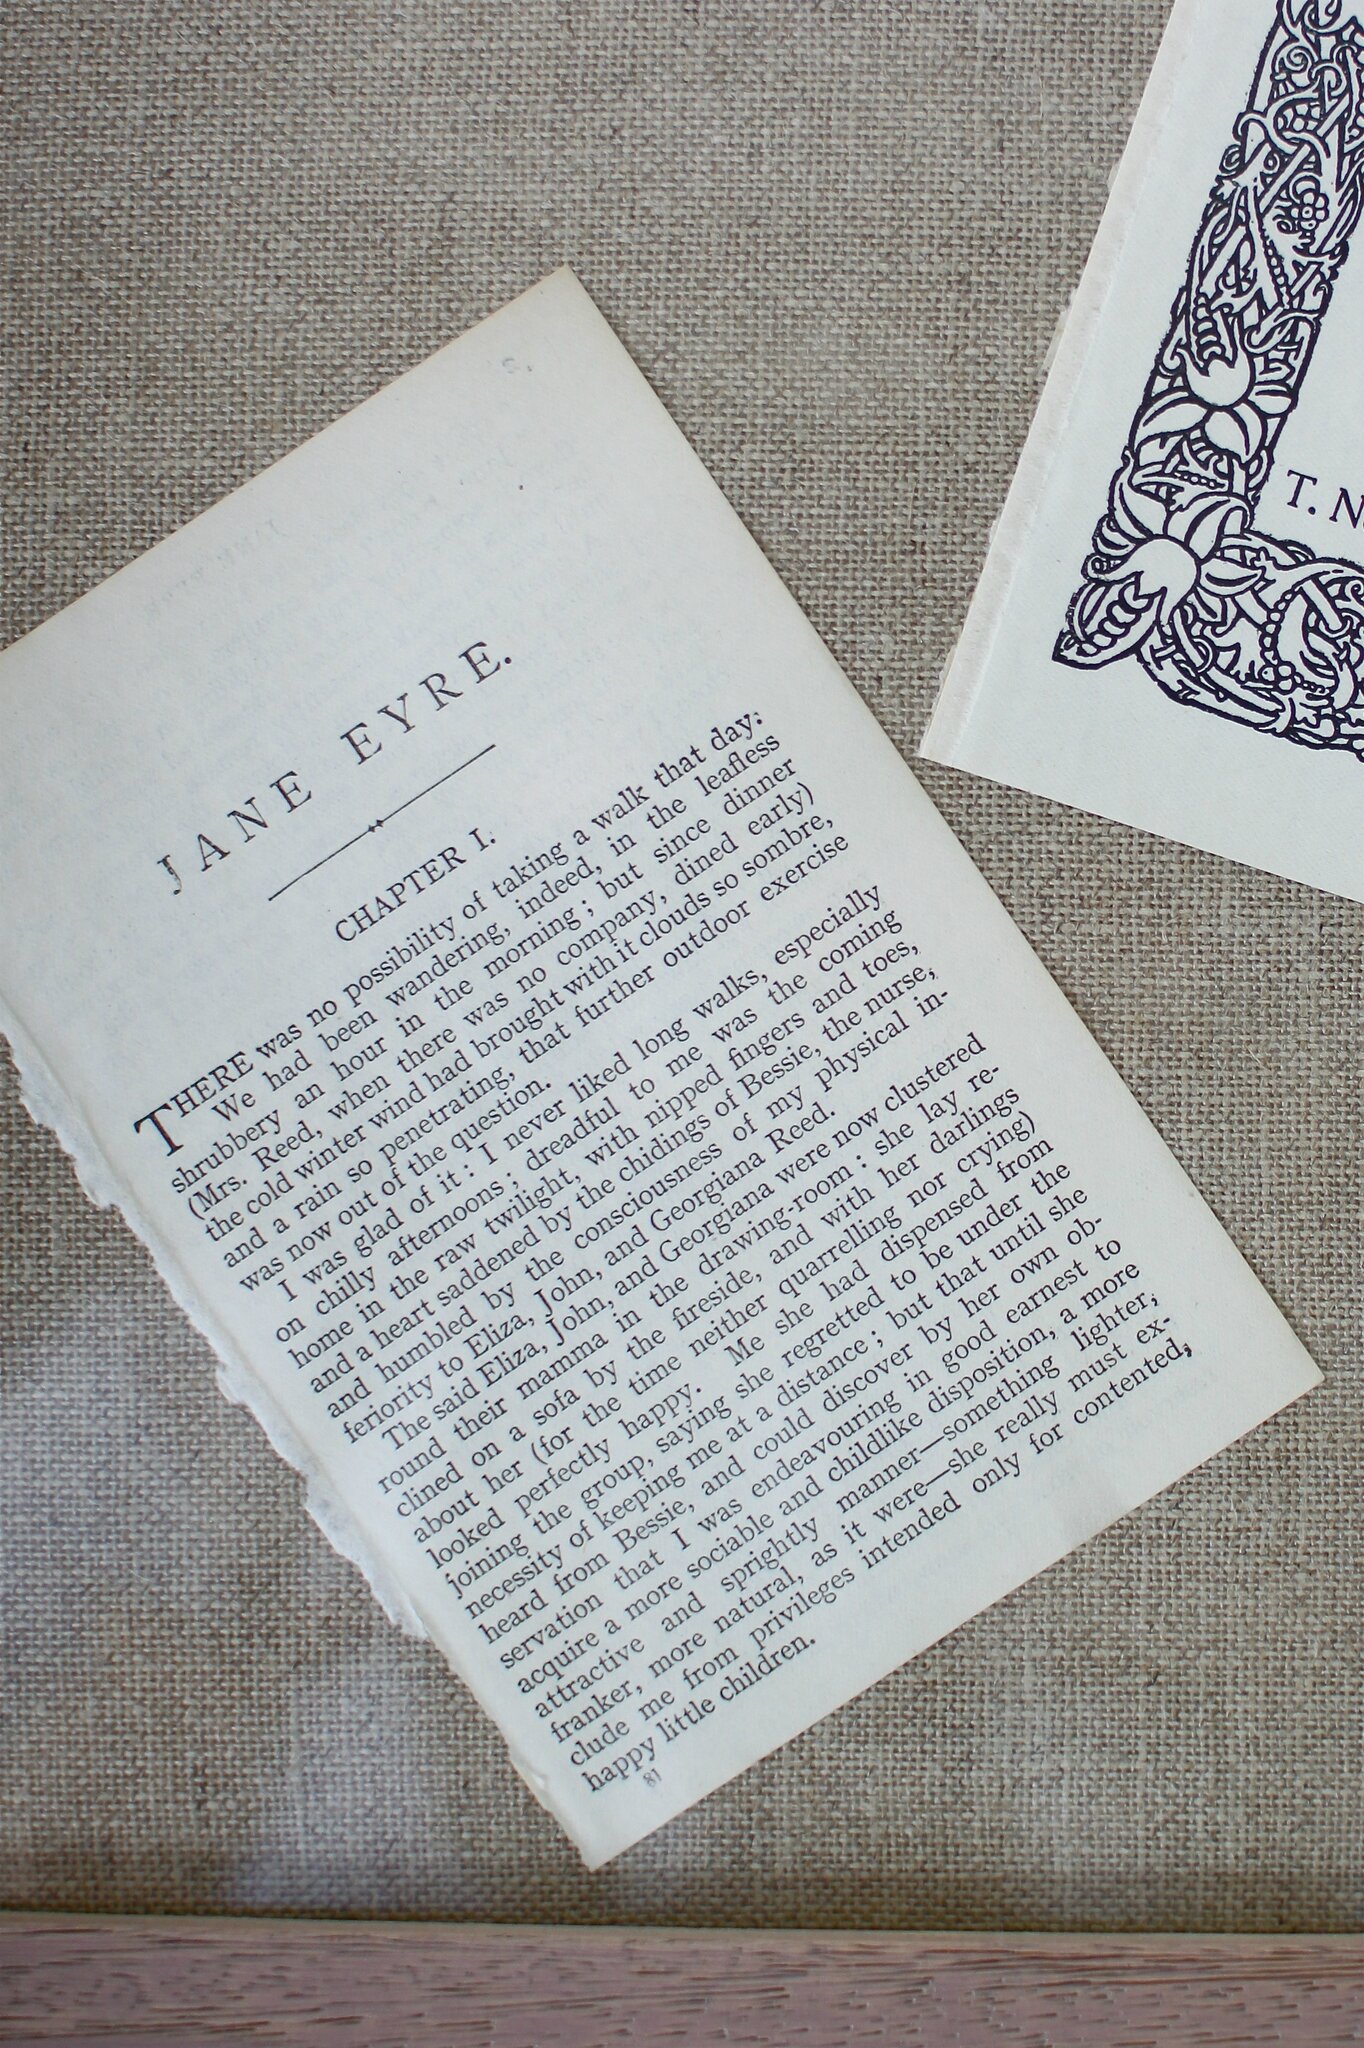 JANE EYRE.
CHAPTER I.
THERE was no possibility of taking a walk that day.
We had been wandering, indeed, in the leafless
shrubbery an hour in the morning; but since dinner
(Mrs. Reed, when there was no company, dined early)
the cold winter wind had brought with it clouds so sombre,
and a rain so penetrating, that further outdoor exercise
was now out of the question.
I was glad of it: I never liked long walks, especially
on chilly afternoons; dreadful to me was the coming
home in the raw twilight, with nipped fingers and toes,
and a heart saddened by the chidings of Bessie, the nurse,
and humbled by the consciousness of my physical in-
feriority to Eliza, John, and Georgiana Reed.
The said Eliza, John, and Georgiana were now clustered
round their mamma in the drawing-room: she lay re-
clined on a sofa by the fireside, and with her darlings
about her (for the time neither quarrelling nor crying)
looked perfectly happy. Me she had dispensed from
joining the group, saying she regretted to be under the
necessity of keeping me at a distance; but that until she
heard from Bessie, and could discover by her own ob-
servation that I was endeavouring in good earnest to
acquire a more sociable and childlike disposition, a more
attractive and sprightly manner—something lighter,
franker, more natural, as it were—she really must ex-
clude me from privileges intended only for contented,
happy little children.
81
T. N